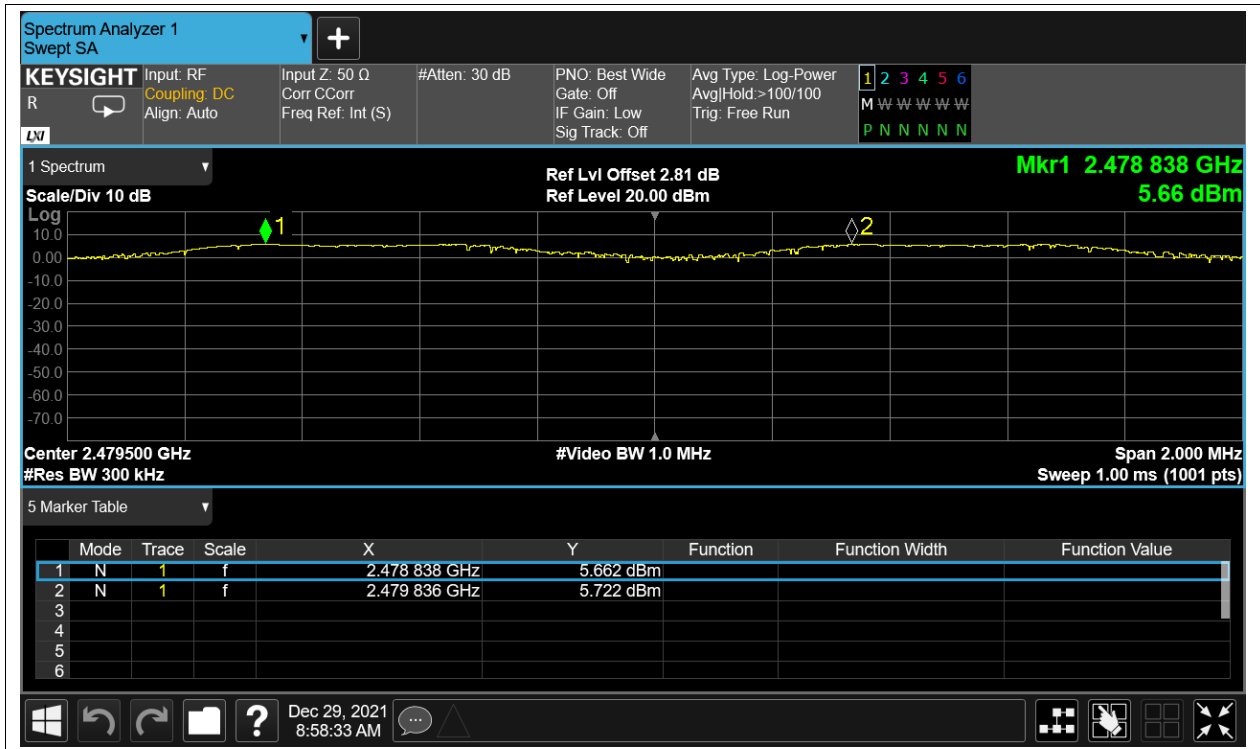 Spectrum Analyzer 1
Swept SA
+
KEYSIGHT Input: RF Input Z: 50 Ω #Atten: 30 dB PNO: Best Wide Avg Type: Log-Power 1 2 3 4 5 6
R Coupling: DC Corr CCorr Gate: Off Avg|Hold:>100/100 M W W W W W
Align: Auto Freq Ref: Int (S) IF Gain: Low Trig: Free Run
LXI Sig Track: Off P N N N N N
1 Spectrum Ref Lvl Offset 2.81 dB Mkr1 2.478 838 GHz
Scale/Div 10 dB Ref Level 20.00 dBm 5.66 dBm
Log
10.0
0.00
-10.0
-20.0
-30.0
-40.0
-50.0
-60.0
-70.0
1 2
Center 2.479500 GHz #Video BW 1.0 MHz Span 2.000 MHz
#Res BW 300 kHz Sweep 1.00 ms (1001 pts)
5 Marker Table
Mode Trace Scale X Y Function Function Width Function Value
1 N 1 f 2.478 838 GHz 5.662 dBm
2 N 1 f 2.479 836 GHz 5.722 dBm
3
4
5
6
? Dec 29, 2021
8:58:33 AM